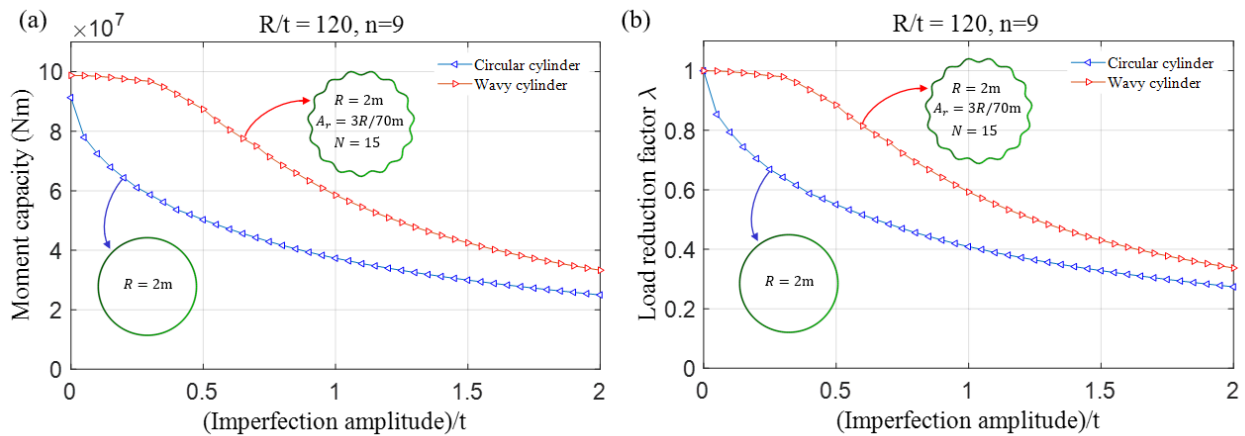 (a)
×10⁷
R/t = 120, n=9
Moment capacity (Nm)
10
8
6
4
2
0
0
0.5
1
1.5
2
(Imperfection amplitude)/t
Circular cylinder
Wavy cylinder
R = 2m
A_r = 3R/70m
N = 15
R = 2m
(b)
R/t = 120, n=9
Load reduction factor λ
1
0.8
0.6
0.4
0.2
0
0
0.5
1
1.5
2
(Imperfection amplitude)/t
Circular cylinder
Wavy cylinder
R = 2m
A_r = 3R/70m
N = 15
R = 2m